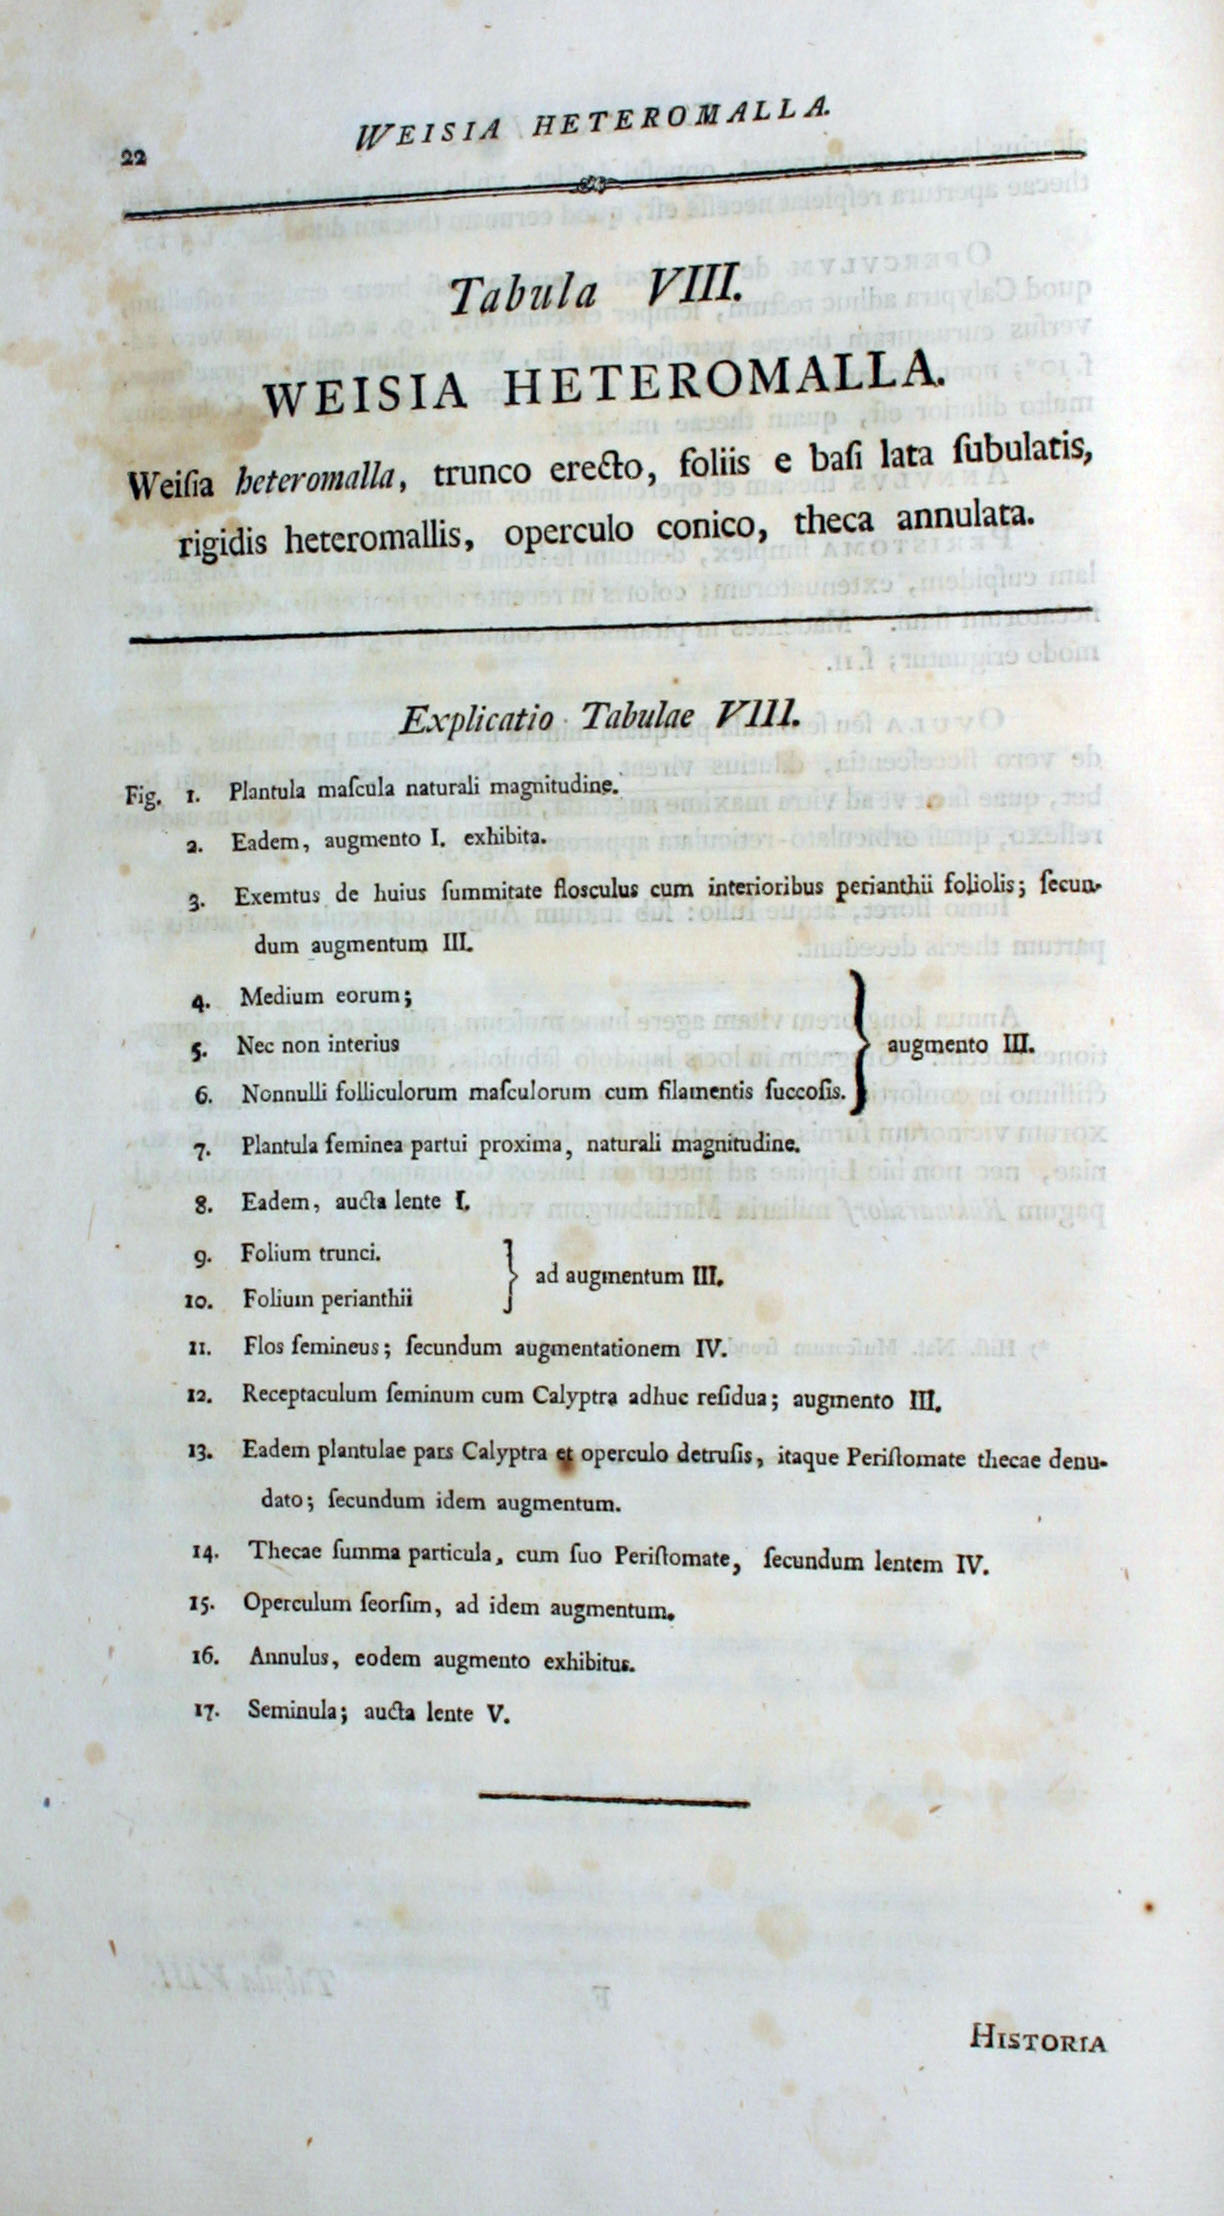 22
WEISIA HETEROMALLA.
Tabula VIII.
WEISIA HETEROMALLA.
Weiſia heteromalla, trunco erecto, foliis e baſi lata ſubulatis,
rigidis heteromallis, operculo conico, theca annulata.
Explicatio Tabulae VIII.
Fig. 1. Plantula maſcula naturali magnitudine.
2. Eadem, augmento I. exhibita.
3. Exemtus de huius ſummitate floſculus cum interioribus perianthii foliolis; ſecun-
dum augmentum III.
4. Medium eorum;
5. Nec non interius
augmento III.
6. Nonnulli folliculorum maſculorum cum filamentis ſuccoſis.
7. Plantula feminea partui proxima, naturali magnitudine.
8. Eadem, aucta lente I.
9. Folium trunci.
ad augmentum III.
10. Folium perianthii
11. Flos femineus; ſecundum augmentationem IV.
12. Receptaculum ſeminum cum Calyptra adhuc reſidua; augmento III.
13. Eadem plantulae pars Calyptra et operculo detruſis, itaque Periſtomate thecae denu-
dato; ſecundum idem augmentum.
14. Thecae ſumma particula, cum ſuo Periſtomate, ſecundum lentem IV.
15. Operculum ſeorſim, ad idem augmentum.
16. Annulus, eodem augmento exhibitus.
17. Seminula; aucta lente V.
HISTORIA